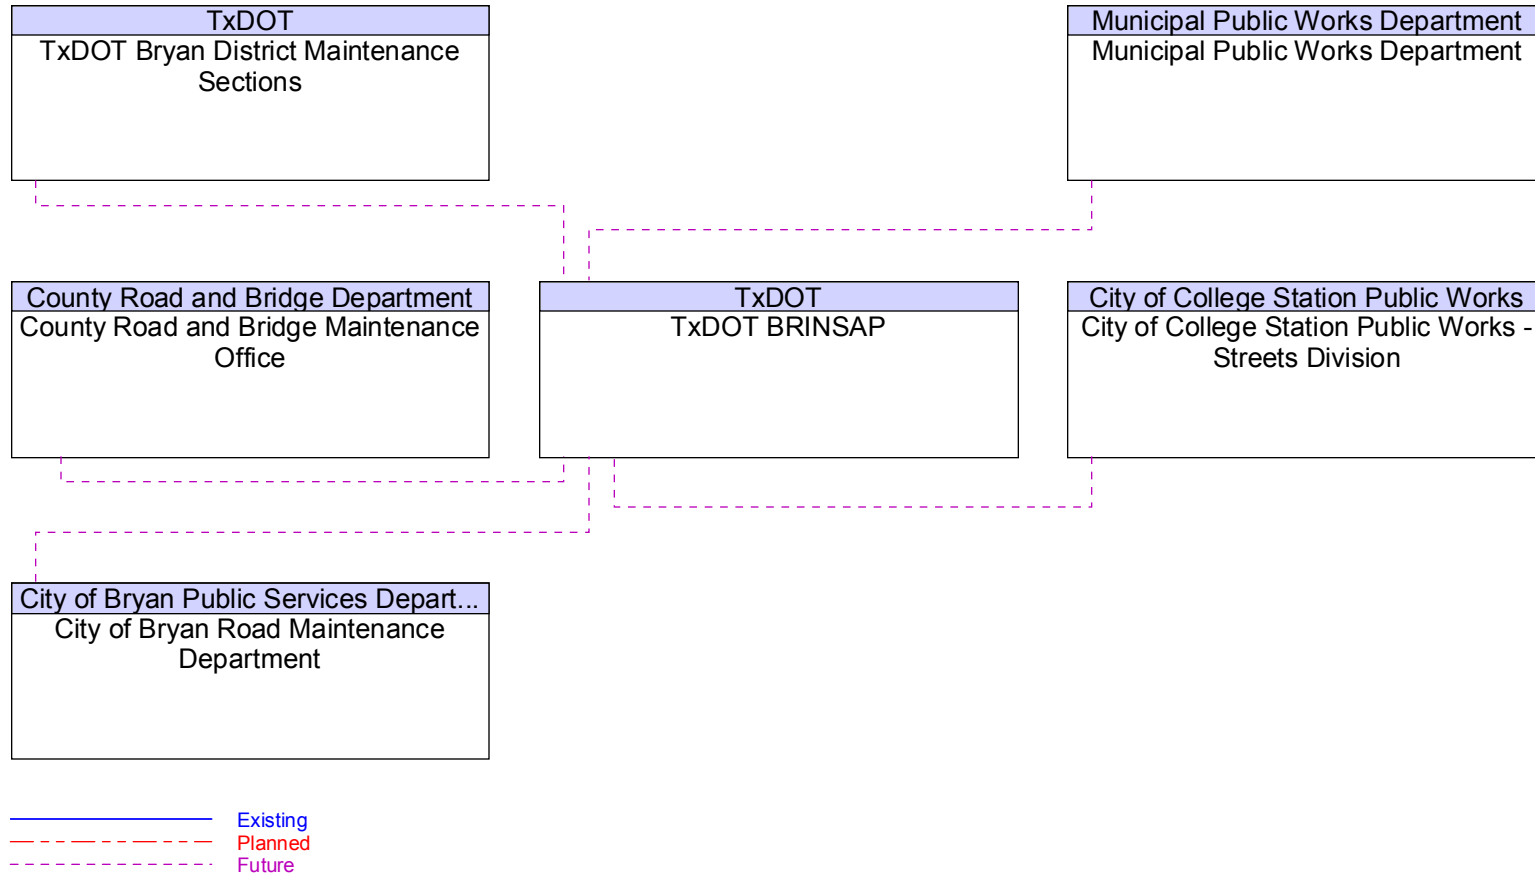 TxDOT
TxDOT Bryan District Maintenance
Sections
Municipal Public Works Department
Municipal Public Works Department
County Road and Bridge Department
County Road and Bridge Maintenance
Office
TxDOT
TxDOT BRINSAP
City of College Station Public Works
City of College Station Public Works -
Streets Division
City of Bryan Public Services Depart...
City of Bryan Road Maintenance
Department
Existing
Planned
Future